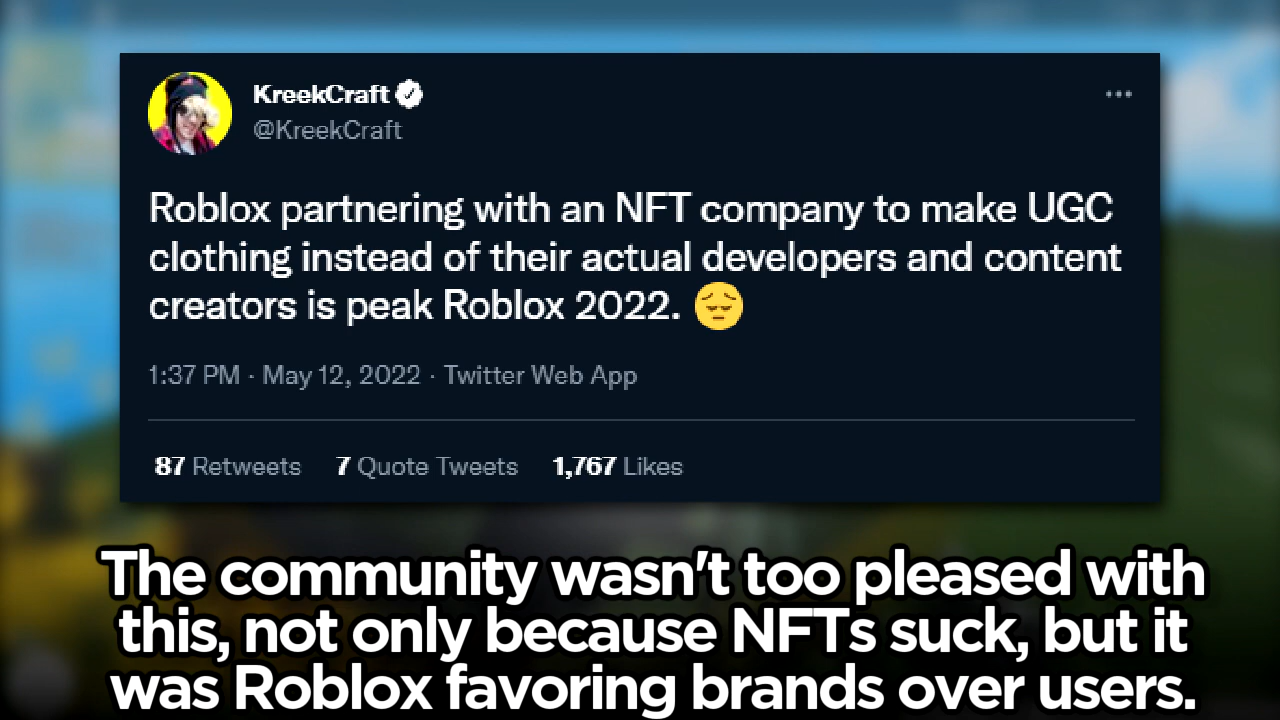 KreekCraft
@KreekCraft
Roblox partnering with an NFT company to make UGC
clothing instead of their actual developers and content
creators is peak Roblox 2022. 😔
1:37 PM · May 12, 2022 · Twitter Web App
87 Retweets 7 Quote Tweets 1,767 Likes
The community wasn't too pleased with
this, not only because NFTs suck, but it
was Roblox favoring brands over users.